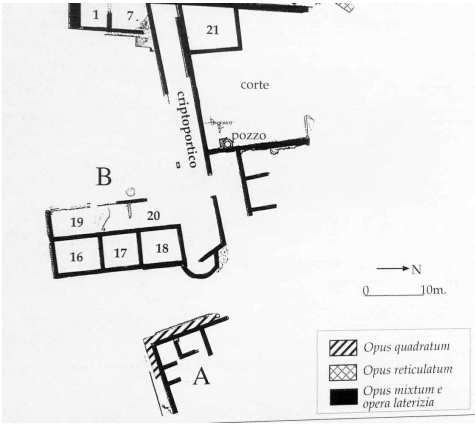 1
7
21
corte
criptoportico
pozzo
B
19
20
16
17
18
N
0
10m.
A
Opus quadratum
Opus reticulatum
Opus mixtum e
opera laterizia